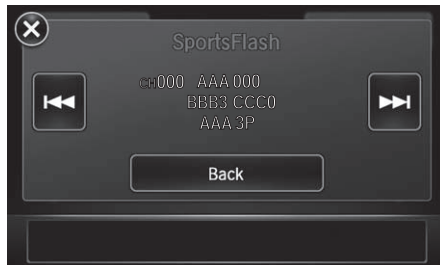 SportsFlash
CH000 AAA 000
BBB3 CCC0
AAA 3P
Back